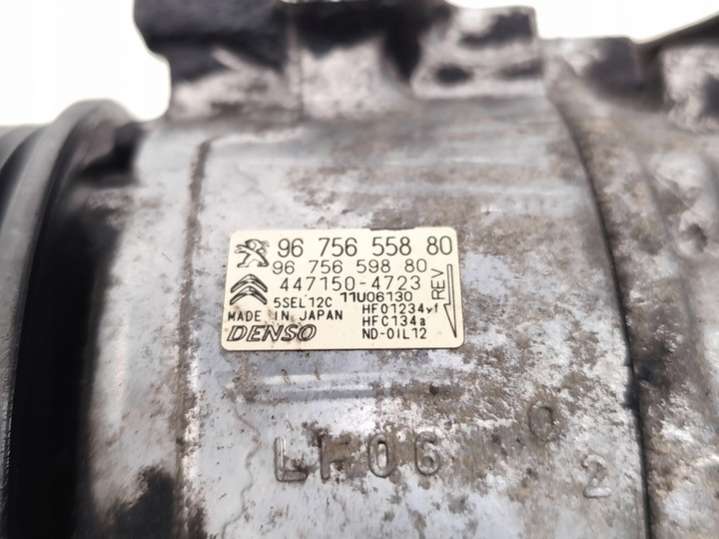 96 756 558 80
96 756 598 80
447150-4723
5SEL12C 11U06130
REV
MADE IN JAPAN HFO1234yf
HFC134a
DENSO ND-OIL12
O
2